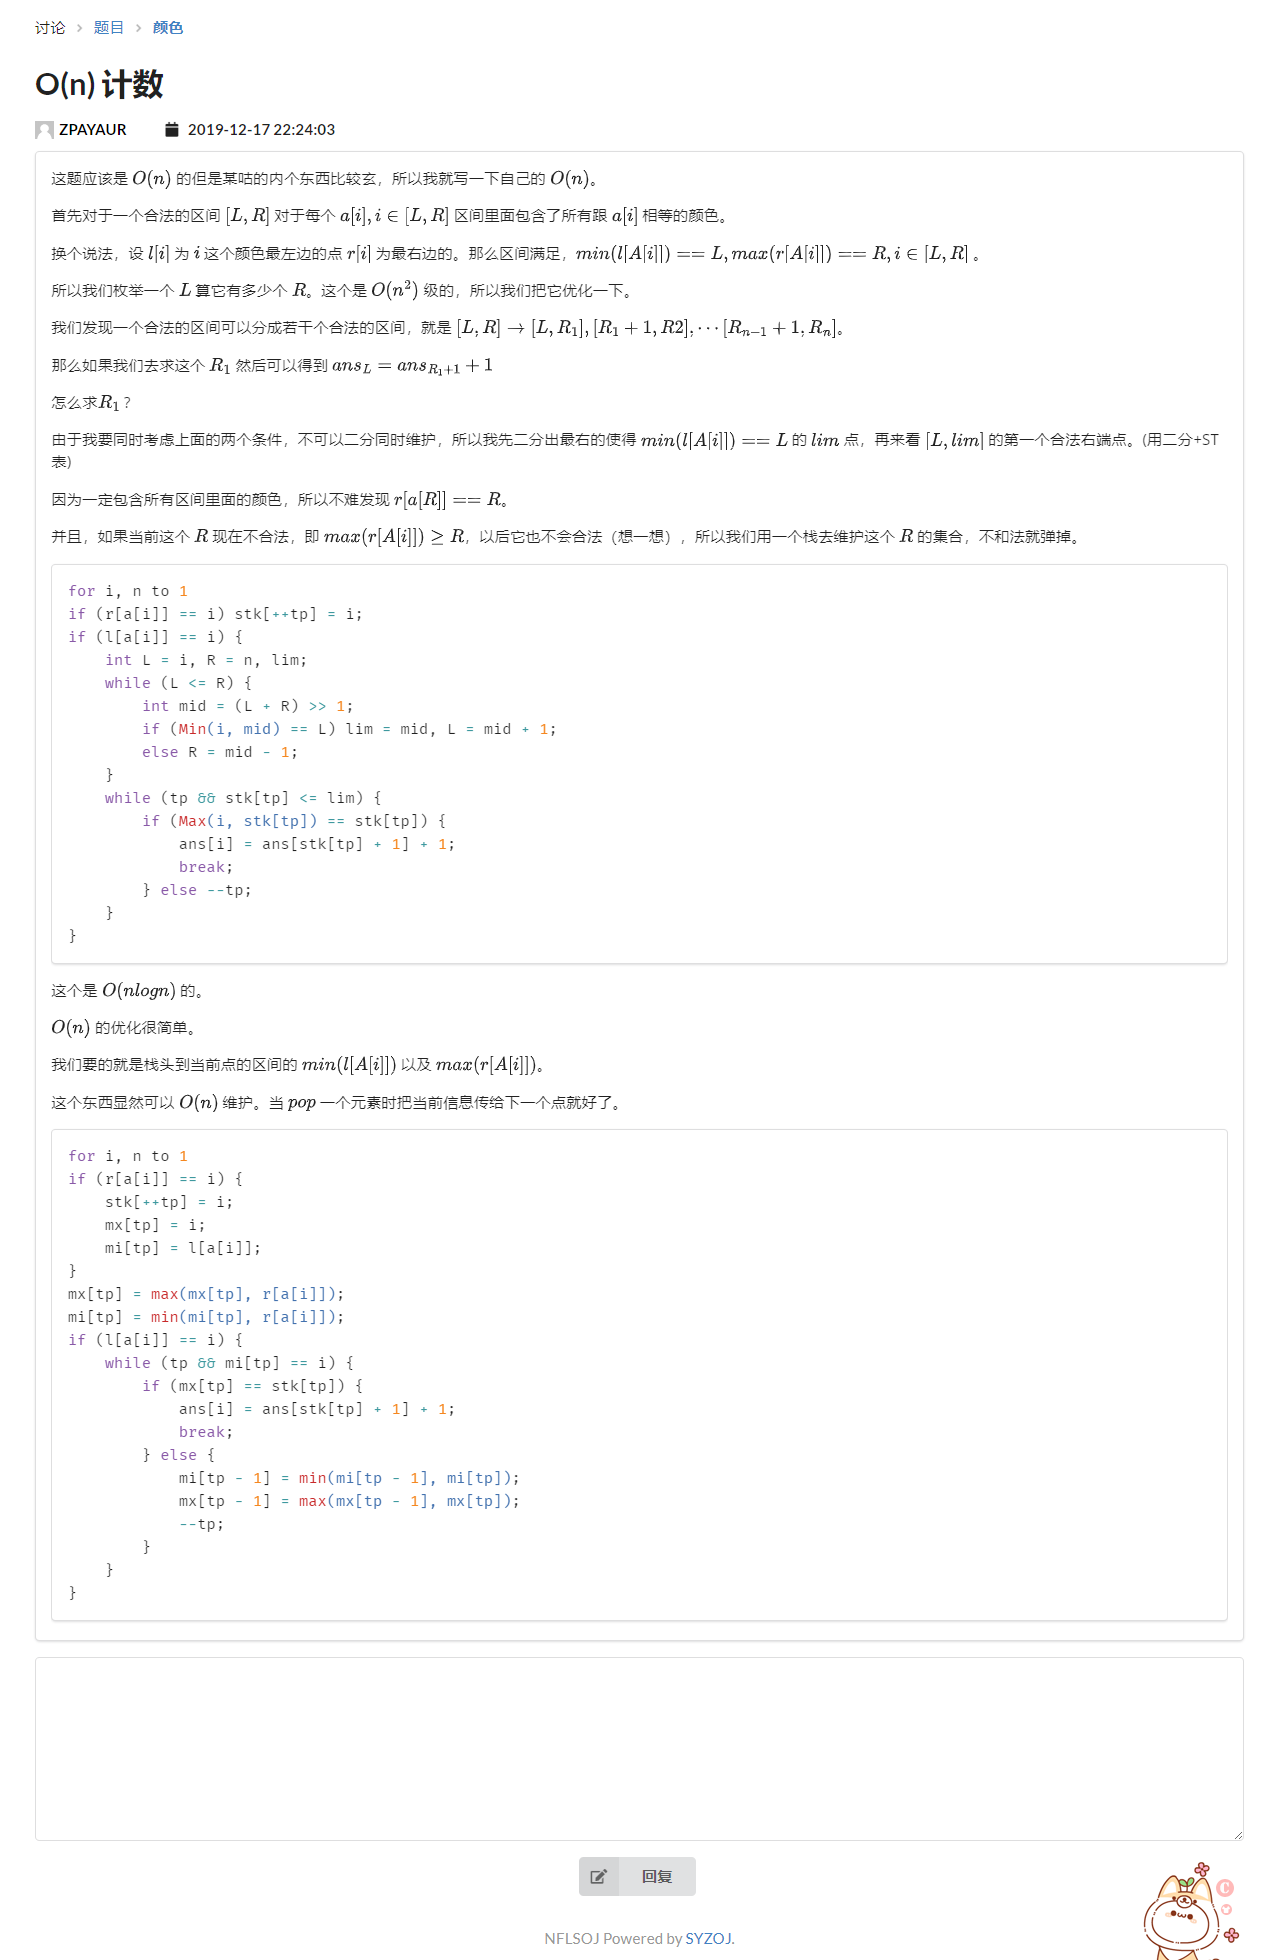 讨论 > 题目 > 颜色
O(n) 计数
ZPAYAUR 2019-12-17 22:24:03
这题应该是 O(n) 的但是某咕的内个东西比较玄，所以我就写一下自己的 O(n)。
首先对于一个合法的区间 [L, R] 对于每个 a[i], i ∈ [L, R] 区间里面包含了所有跟 a[i] 相等的颜色。
换个说法，设 l[i] 为 i 这个颜色最左边的点 r[i] 为最右边的。那么区间满足，min(l[A[i]]) == L, max(r[A[i]]) == R, i ∈ [L, R] 。
所以我们枚举一个 L 算它有多少个 R。这个是 O(n²) 级的，所以我们把它优化一下。
我们发现一个合法的区间可以分成若干个合法的区间，就是 [L, R] → [L, R₁], [R₁ + 1, R2], ⋯ [Rₙ₋₁ + 1, Rₙ]。
那么如果我们去求这个 R₁ 然后可以得到 ans_L = ans_{R₁+1} + 1
怎么求R₁？
由于我要同时考虑上面的两个条件，不可以二分同时维护，所以我先二分出最右的使得 min(l[A[i]]) == L 的 lim 点，再来看 [L, lim] 的第一个合法右端点。(用二分+ST
表)
因为一定包含所有区间里面的颜色，所以不难发现 r[a[R]] == R。
并且，如果当前这个 R 现在不合法，即 max(r[A[i]]) ≥ R，以后它也不会合法（想一想），所以我们用一个栈去维护这个 R 的集合，不和法就弹掉。
for i, n to 1
if (r[a[i]] == i) stk[++tp] = i;
if (l[a[i]] == i) {
    int L = i, R = n, lim;
    while (L <= R) {
        int mid = (L + R) >> 1;
        if (Min(i, mid) == L) lim = mid, L = mid + 1;
        else R = mid - 1;
    }
    while (tp && stk[tp] <= lim) {
        if (Max(i, stk[tp]) == stk[tp]) {
            ans[i] = ans[stk[tp] + 1] + 1;
            break;
        } else --tp;
    }
}
这个是 O(nlogn) 的。
O(n) 的优化很简单。
我们要的就是栈头到当前点的区间的 min(l[A[i]]) 以及 max(r[A[i]])。
这个东西显然可以 O(n) 维护。当 pop 一个元素时把当前信息传给下一个点就好了。
for i, n to 1
if (r[a[i]] == i) {
    stk[++tp] = i;
    mx[tp] = i;
    mi[tp] = l[a[i]];
}
mx[tp] = max(mx[tp], r[a[i]]);
mi[tp] = min(mi[tp], r[a[i]]);
if (l[a[i]] == i) {
    while (tp && mi[tp] == i) {
        if (mx[tp] == stk[tp]) {
            ans[i] = ans[stk[tp] + 1] + 1;
            break;
        } else {
            mi[tp - 1] = min(mi[tp - 1], mi[tp]);
            mx[tp - 1] = max(mx[tp - 1], mx[tp]);
            --tp;
        }
    }
}
回复
NFLSOJ Powered by SYZOJ.